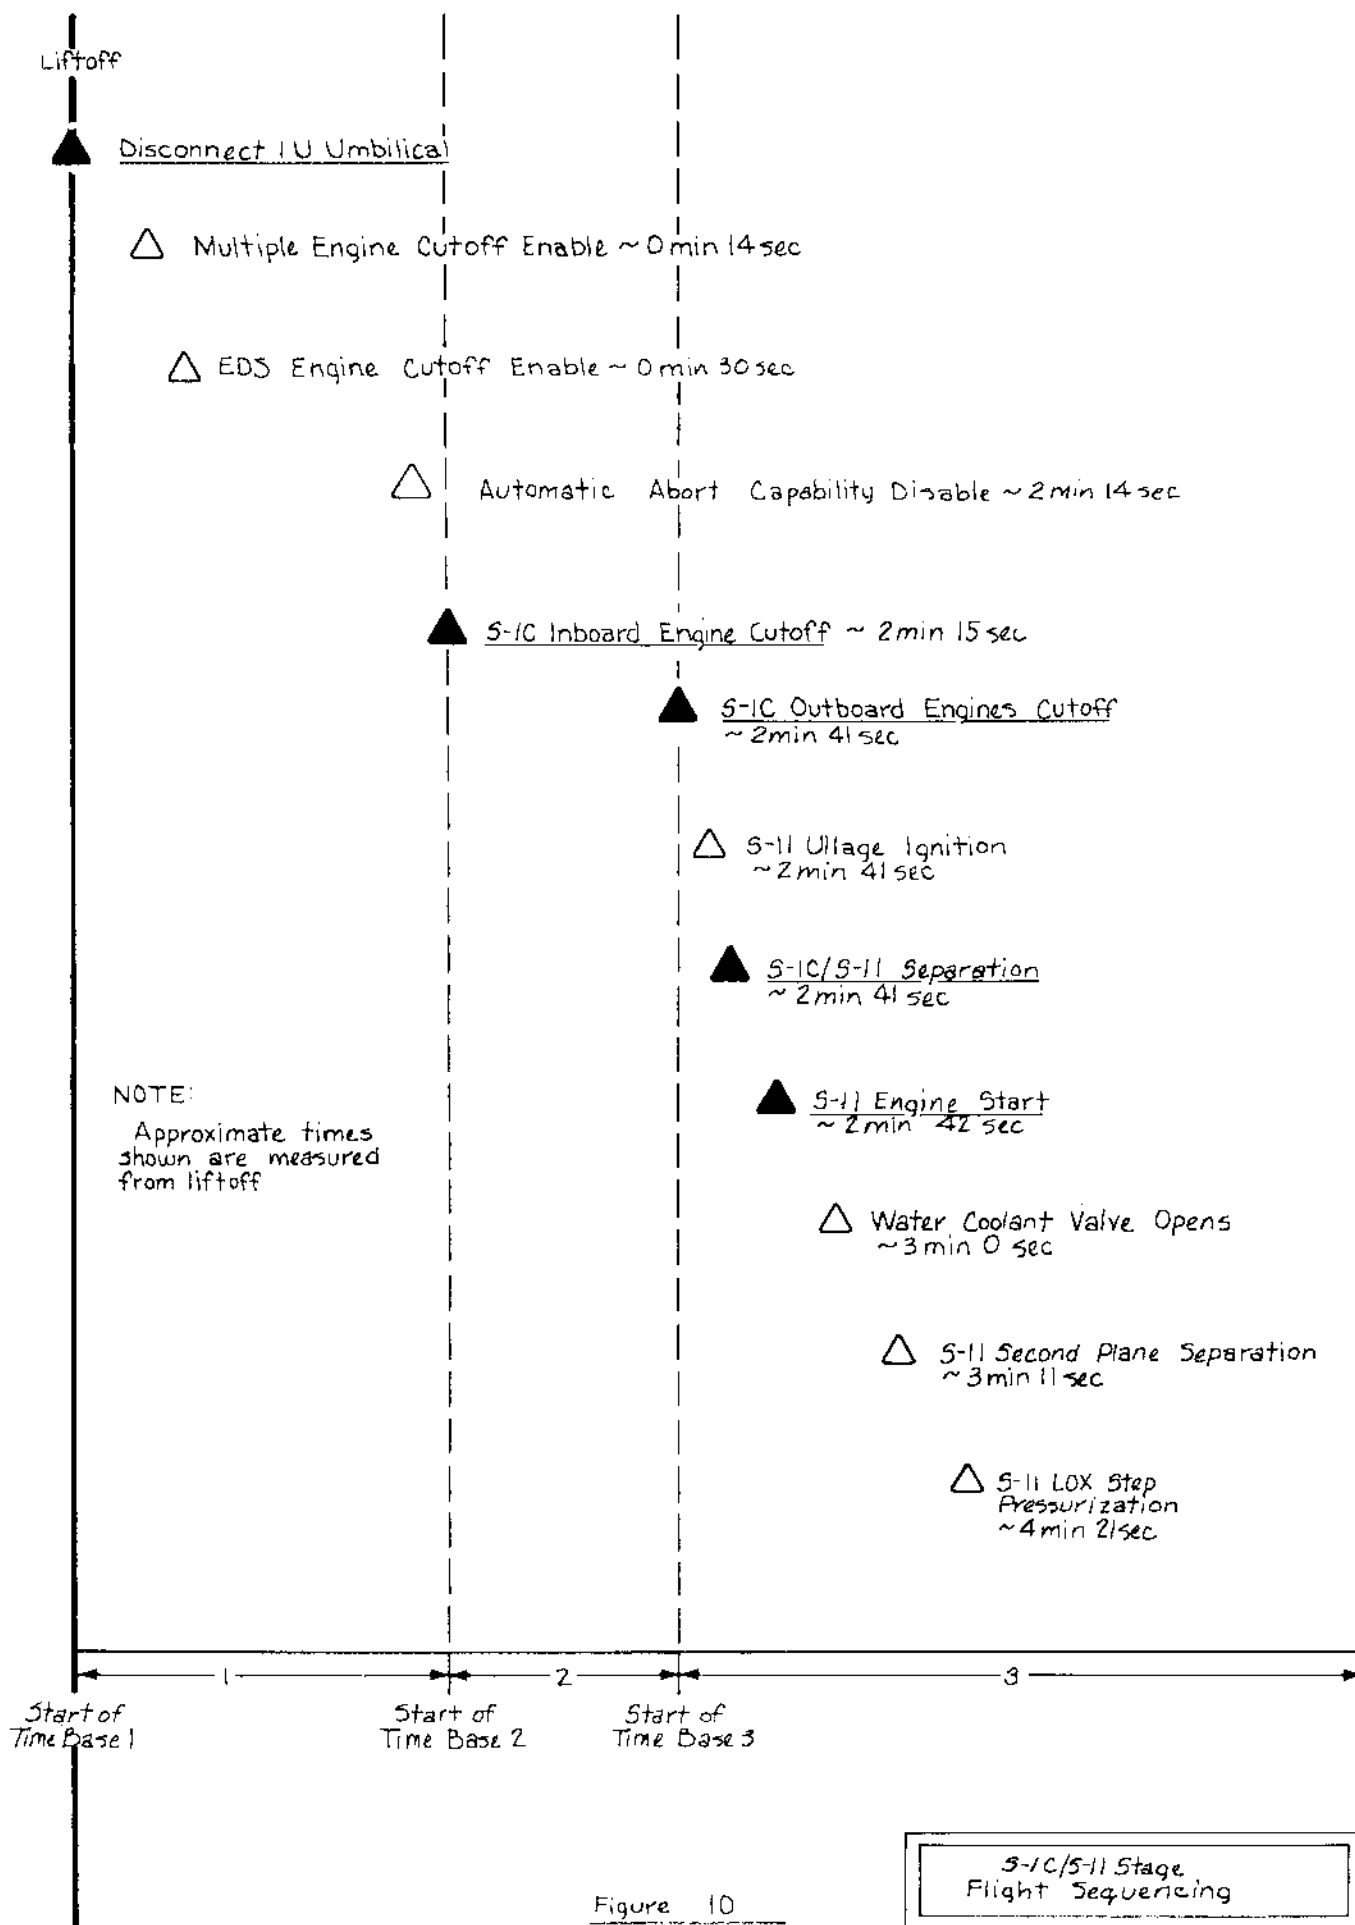 Liftoff
Disconnect IU Umbilical
Multiple Engine Cutoff Enable ~ 0 min 14 sec
EDS Engine Cutoff Enable ~ 0 min 30 sec
Automatic Abort Capability Disable ~ 2 min 14 sec
S-IC Inboard Engine Cutoff ~ 2 min 15 sec
S-IC Outboard Engines Cutoff
~ 2 min 41 sec
S-II Ullage Ignition
~ 2 min 41 sec
S-IC/S-II Separation
~ 2 min 41 sec
S-II Engine Start
~ 2 min 42 sec
NOTE:
Approximate times
shown are measured
from liftoff
Water Coolant Valve Opens
~ 3 min 0 sec
S-II Second Plane Separation
~ 3 min 11 sec
S-II LOX Step
Pressurization
~ 4 min 21 sec
1 2 3
Start of
Time Base 1
Start of
Time Base 2
Start of
Time Base 3
S-IC/S-II Stage
Flight Sequencing
Figure 10